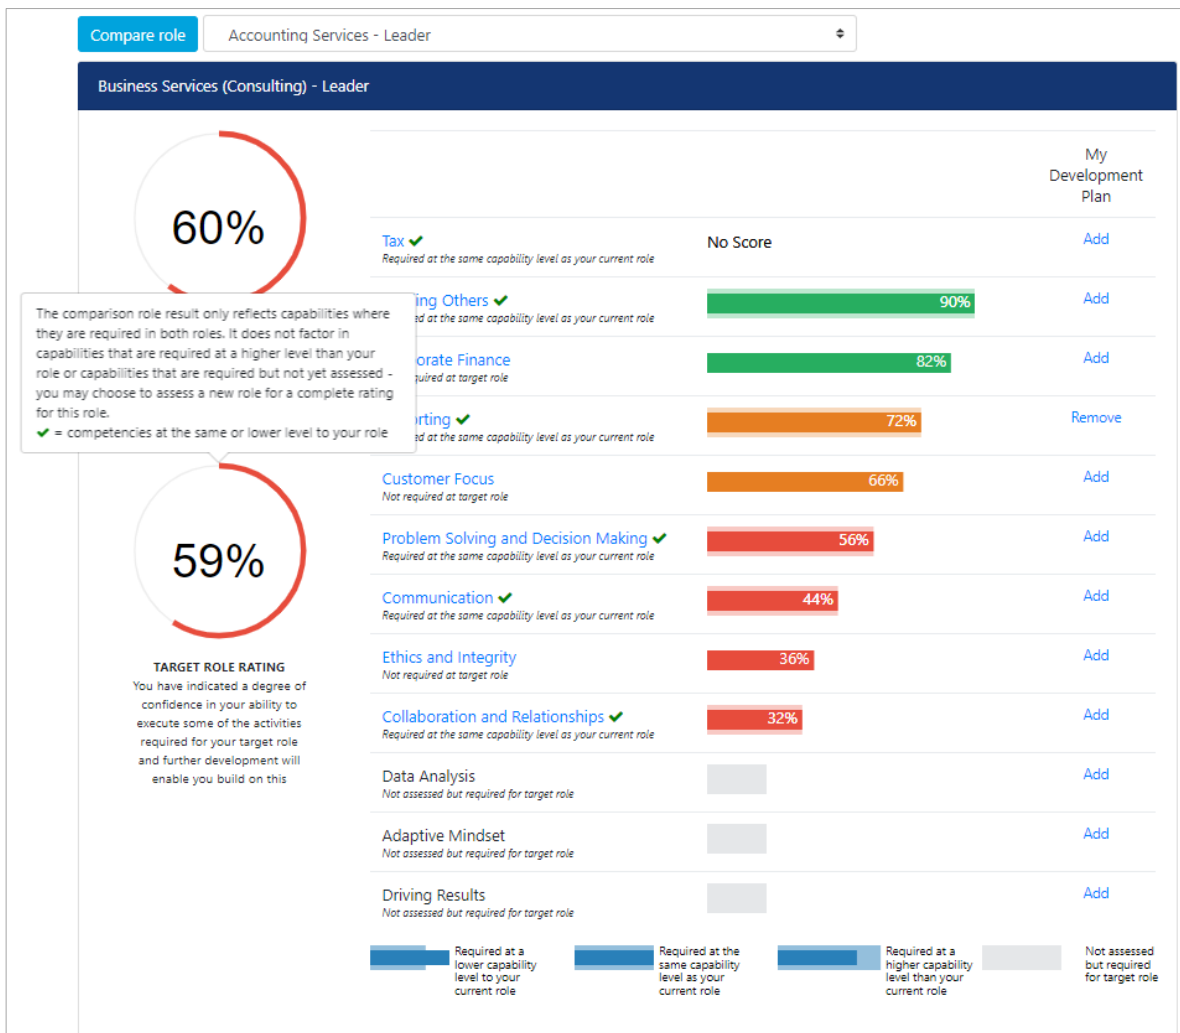 Compare role
Accounting Services - Leader
Business Services (Consulting) - Leader
My
Development
Plan
60%
Tax
No Score
Add
Required at the same capability level as your current role
The comparison role result only reflects capabilities where
they are required in both roles. It does not factor in
capabilities that are required at a higher level than your
role or capabilities that are required but not yet assessed -
you may choose to assess a new role for a complete rating
for this role.
✔ = competencies at the same or lower level to your role
Others
90%
Add
at the same capability level as your current role
Finance
82%
Add
at target role
72%
Remove
at the same capability level as your current role
Customer Focus
66%
Add
Not required at target role
59%
Problem Solving and Decision Making
56%
Add
Required at the same capability level as your current role
Communication
44%
Add
Required at the same capability level as your current role
Ethics and Integrity
36%
Add
Not required at target role
TARGET ROLE RATING
You have indicated a degree of
confidence in your ability to
execute some of the activities
required for your target role
and further development will
enable you build on this
Collaboration and Relationships
32%
Add
Required at the same capability level as your current role
Data Analysis
Add
Not assessed but required for target role
Adaptive Mindset
Add
Not assessed but required for target role
Driving Results
Add
Not assessed but required for target role
Required at a
lower capability
level to your
current role
Required at the
same capability
level as your
current role
Required at a
higher capability
level than your
current role
Not assessed
but required
for target role